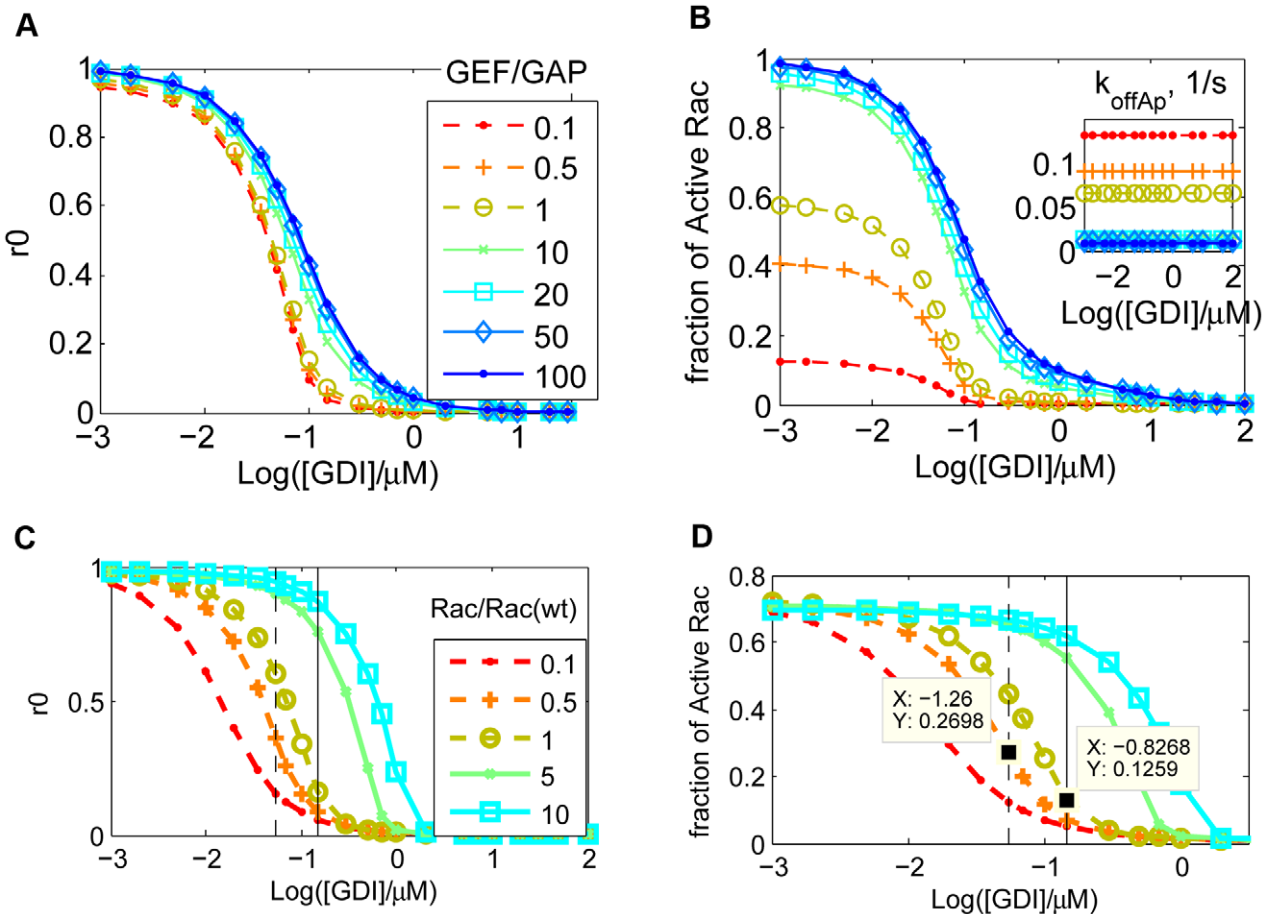 A
1
0.8
0.6
0.4
0.2
0
r0
−3
−2
−1
0
1
Log([GDI]/μM)
GEF/GAP
0.1
0.5
1
10
20
50
100
B
1
0.8
0.6
0.4
0.2
0
fraction of Active Rac
−3
−2
−1
0
1
2
Log([GDI]/μM)
koffAp, 1/s
0.1
0.05
0
−2
0
2
Log([GDI]/μM)
C
1
0.5
0
r0
−3
−2
−1
0
2
Log([GDI]/μM)
Rac/Rac(wt)
0.1
0.5
1
5
10
D
0.8
0.6
0.4
0.2
0
fraction of Active Rac
−3
−2
−1
0
Log([GDI]/μM)
X: −1.26
Y: 0.2698
X: −0.8268
Y: 0.1259